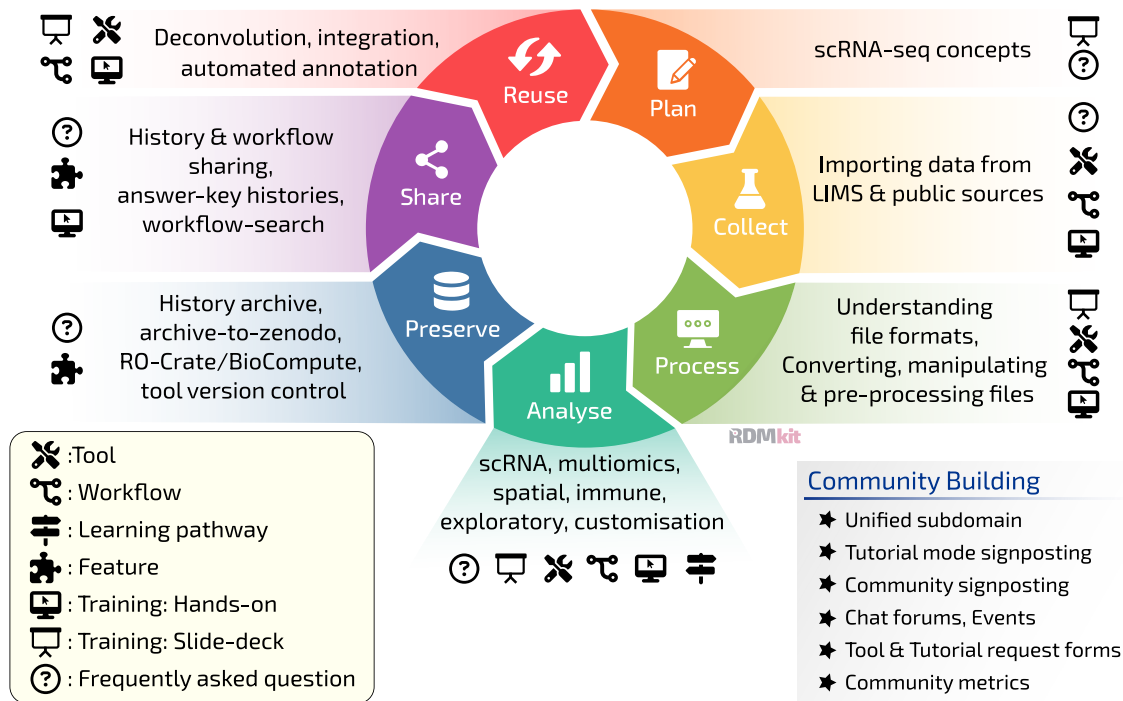 Deconvolution, integration,
automated annotation
Reuse
Plan
scRNA-seq concepts
History & workflow
sharing,
answer-key histories,
workflow-search
Share
Collect
Importing data from
LIMS & public sources
History archive,
archive-to-zenodo,
RO-Crate/BioCompute,
tool version control
Preserve
Process
Understanding
file formats,
Converting, manipulating
& pre-processing files
Analyse
RDMkit
scRNA, multiomics,
spatial, immune,
exploratory, customisation
:Tool
: Workflow
: Learning pathway
: Feature
: Training: Hands-on
: Training: Slide-deck
: Frequently asked question
Community Building
Unified subdomain
Tutorial mode signposting
Community signposting
Chat forums, Events
Tool & Tutorial request forms
Community metrics